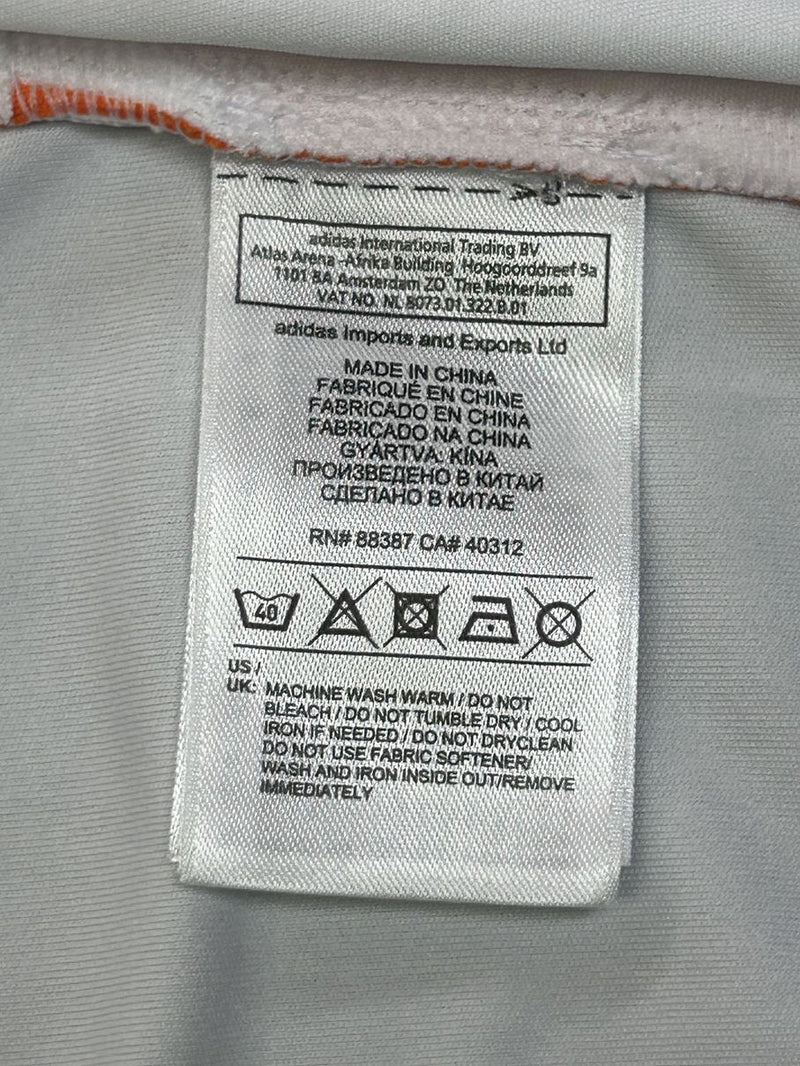 adidas International Trading BV
Atlas Arena -Afrika Building Hoogoorddreef 9a
1101 BA Amsterdam ZO The Netherlands
VAT NO. NL 8073.01.322.B.01
adidas Imports and Exports Ltd
MADE IN CHINA
FABRIQUÉ EN CHINE
FABRICADO EN CHINA
FABRICADO NA CHINA
GYÁRTVA: KÍNA
ПРОИЗВЕДЕНО В КИТАЙ
СДЕЛАНО В КИТАЕ
RN# 88387 CA# 40312
40
US /
UK: MACHINE WASH WARM / DO NOT
BLEACH / DO NOT TUMBLE DRY / COOL
IRON IF NEEDED / DO NOT DRYCLEAN
DO NOT USE FABRIC SOFTENER/
WASH AND IRON INSIDE OUT/REMOVE
IMMEDIATELY